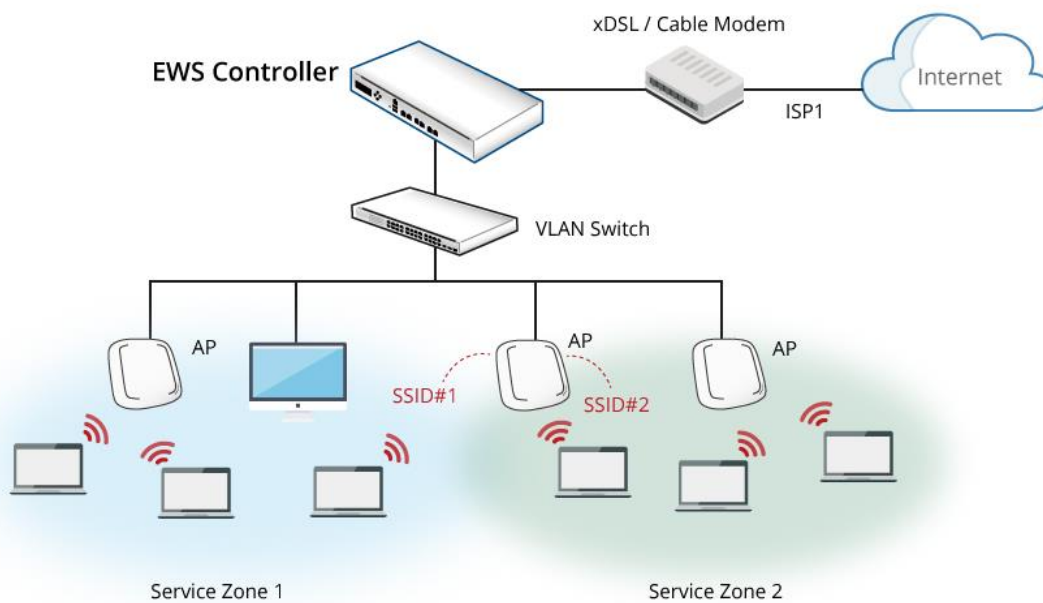 xDSL / Cable Modem
EWS Controller
Internet
ISP1
VLAN Switch
AP
AP
AP
SSID#1
SSID#2
Service Zone 1
Service Zone 2